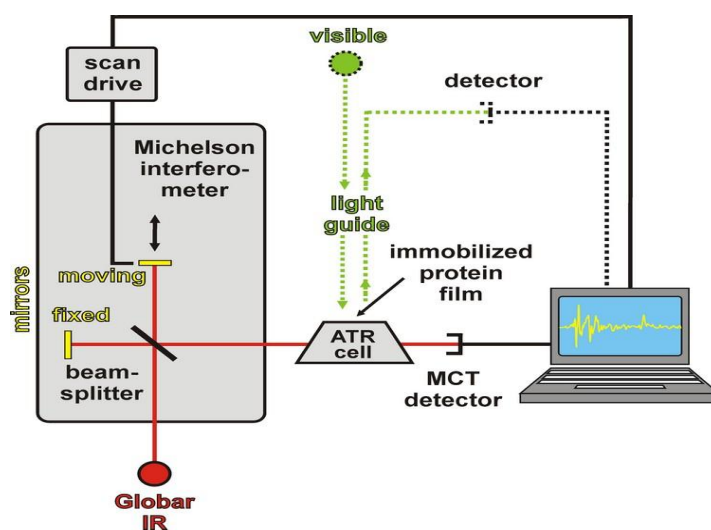 visible
scan
drive
detector
Michelson
interfero-
meter
light
guide
immobilized
protein
film
moving
mirrors
fixed
ATR
cell
beam-
splitter
MCT
detector
Globar
IR